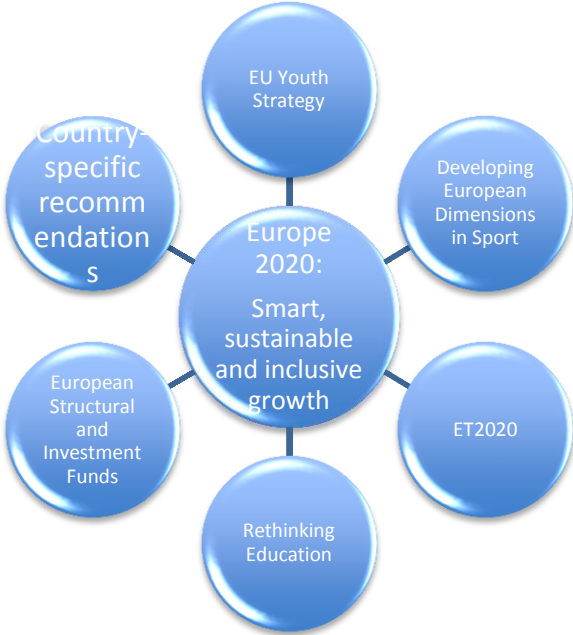 EU Youth
Strategy
Developing
European
Dimensions
in Sport
ET2020
Rethinking
Education
European
Structural
and
Investment
Funds
Country-
specific
recomm
endation
s
Europe
2020:
Smart,
sustainable
and inclusive
growth